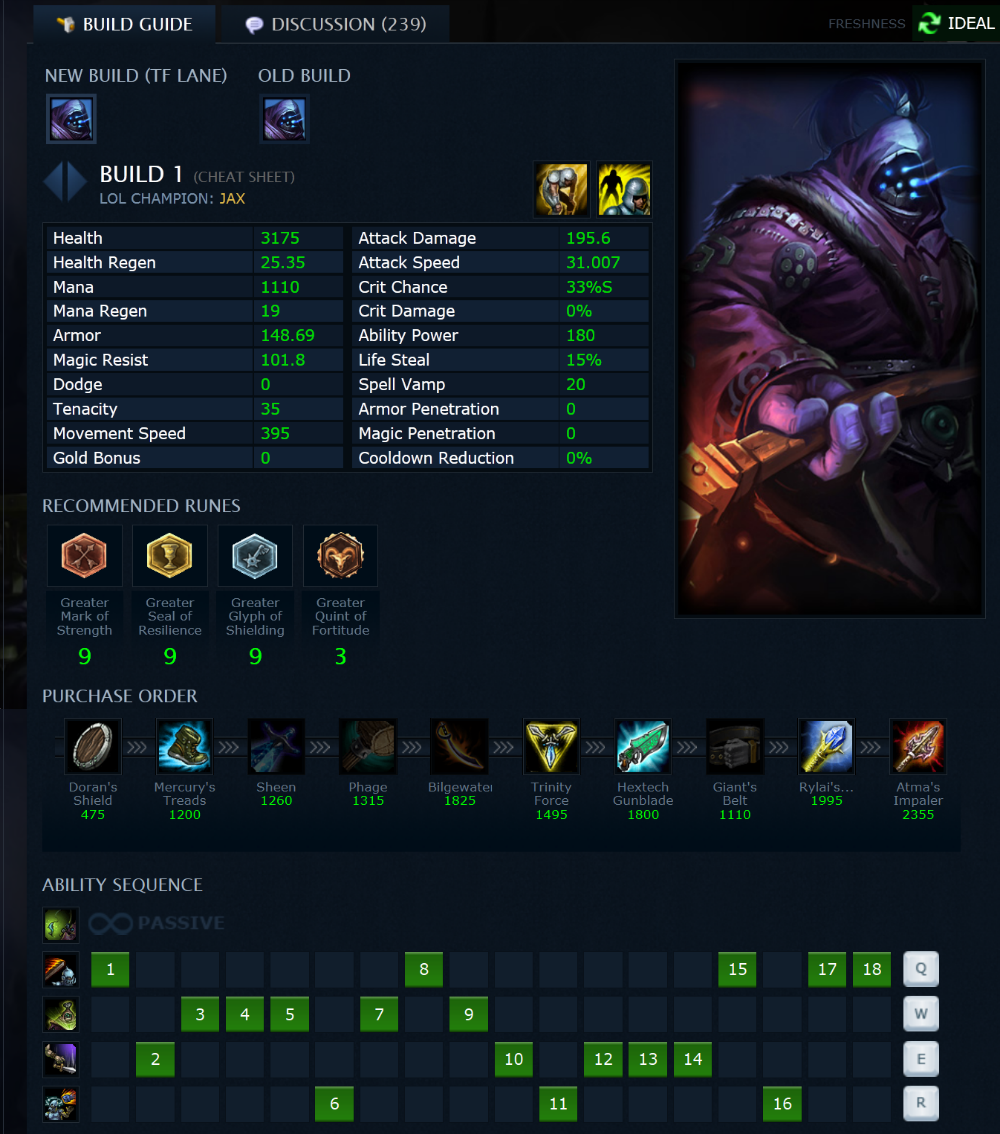 BUILD GUIDE
DISCUSSION (239)
FRESHNESS
IDEAL
NEW BUILD (TF LANE)
OLD BUILD
BUILD 1 (CHEAT SHEET)
LOL CHAMPION: JAX
Health 3175 Attack Damage 195.6
Health Regen 25.35 Attack Speed 31.007
Mana 1110 Crit Chance 33%S
Mana Regen 19 Crit Damage 0%
Armor 148.69 Ability Power 180
Magic Resist 101.8 Life Steal 15%
Dodge 0 Spell Vamp 20
Tenacity 35 Armor Penetration 0
Movement Speed 395 Magic Penetration 0
Gold Bonus 0 Cooldown Reduction 0%
RECOMMENDED RUNES
Greater Greater Greater Greater
Mark of Seal of Glyph of Quint of
Strength Resilience Shielding Fortitude
9 9 9 3
PURCHASE ORDER
Doran's Mercury's Sheen Phage Bilgewater Trinity Hextech Giant's Rylai's... Atma's
Shield Treads 1260 1315 1825 Force Gunblade Belt 1995 Impaler
475 1200 1495 1800 1110 2355
ABILITY SEQUENCE
PASSIVE
1 8 15 17 18 Q
3 4 5 7 9 W
2 10 12 13 14 E
6 11 16 R